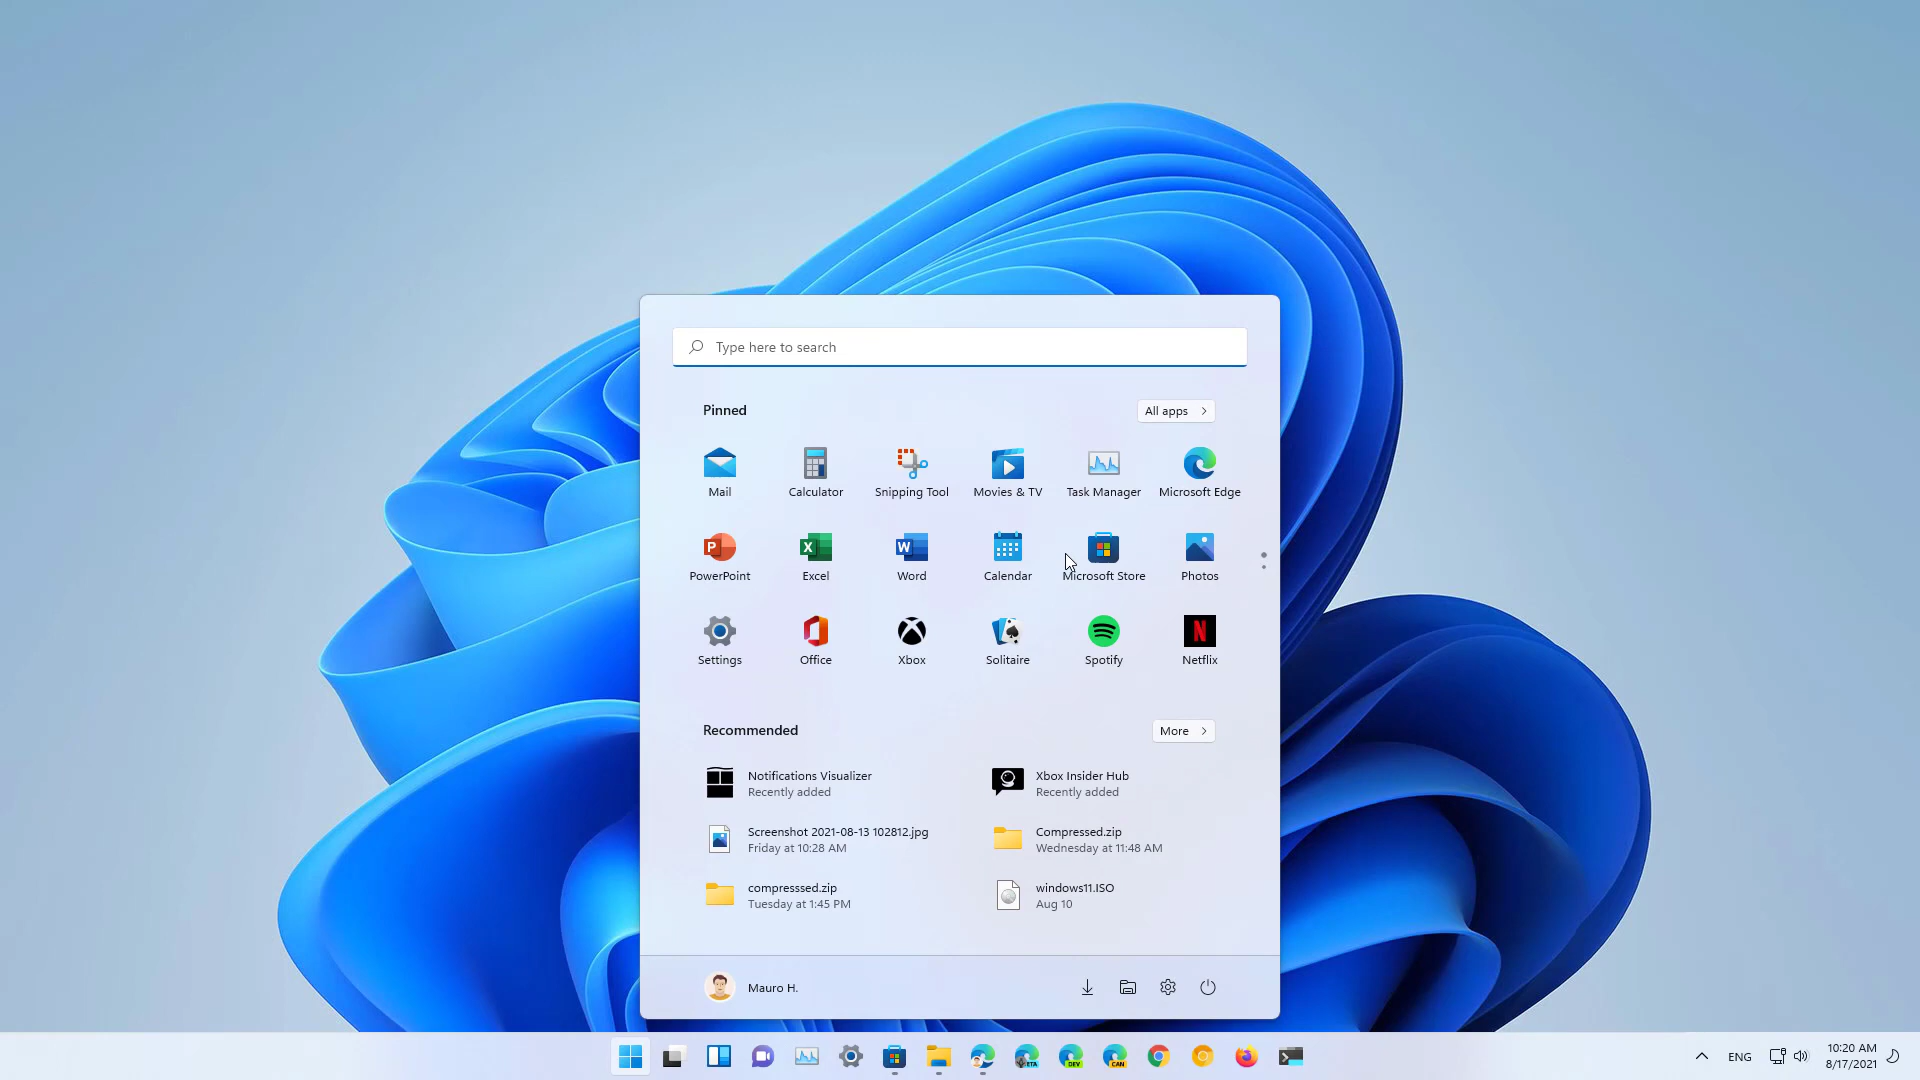 Type here to search
Pinned
All apps
Mail
Calculator
Snipping Tool
Movies & TV
Task Manager
Microsoft Edge
PowerPoint
Excel
Word
Calendar
Microsoft Store
Photos
Settings
Office
Xbox
Solitaire
Spotify
Netflix
Recommended
More
Notifications Visualizer
Recently added
Xbox Insider Hub
Recently added
Screenshot 2021-08-13 102812.jpg
Friday at 10:28 AM
Compressed.zip
Wednesday at 11:48 AM
compresssed.zip
Tuesday at 1:45 PM
windows11.ISO
Aug 10
Mauro H.
DEV
CAN
ENG
10:20 AM
8/17/2021